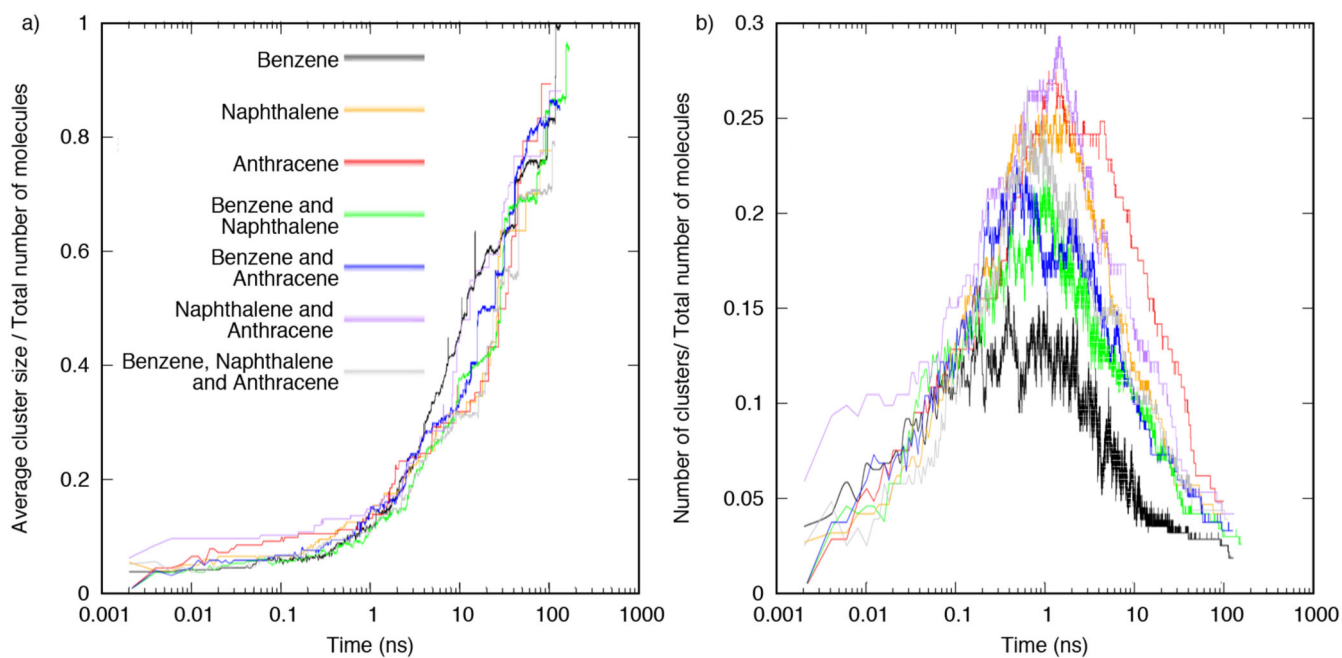 a)
Average cluster size / Total number of molecules
1
0.8
0.6
0.4
0.2
0
Benzene
Naphthalene
Anthracene
Benzene and
Naphthalene
Benzene and
Anthracene
Naphthalene and
Anthracene
Benzene, Naphthalene
and Anthracene
0.001 0.01 0.1 1 10 100 1000
Time (ns)
b)
Number of clusters/ Total number of molecules
0.3
0.25
0.2
0.15
0.1
0.05
0
0.001 0.01 0.1 1 10 100 1000
Time (ns)